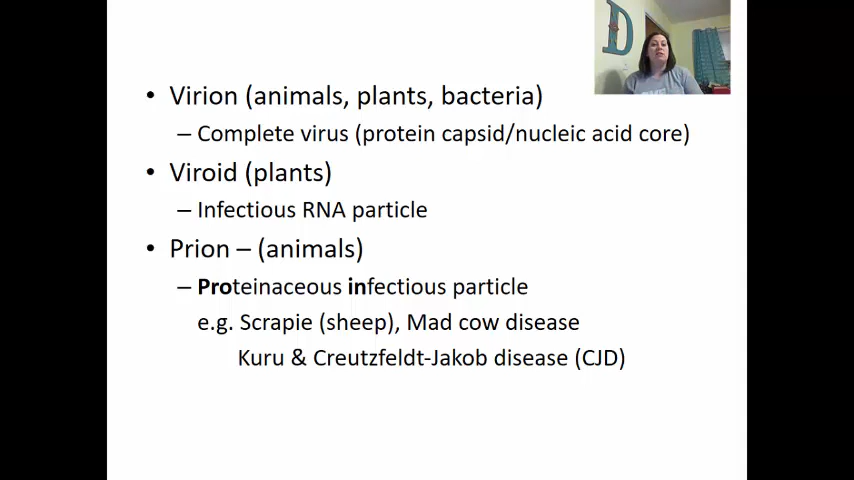 • Virion (animals, plants, bacteria)
– Complete virus (protein capsid/nucleic acid core)
• Viroid (plants)
– Infectious RNA particle
• Prion – (animals)
– Proteinaceous infectious particle
e.g. Scrapie (sheep), Mad cow disease
Kuru & Creutzfeldt-Jakob disease (CJD)
D